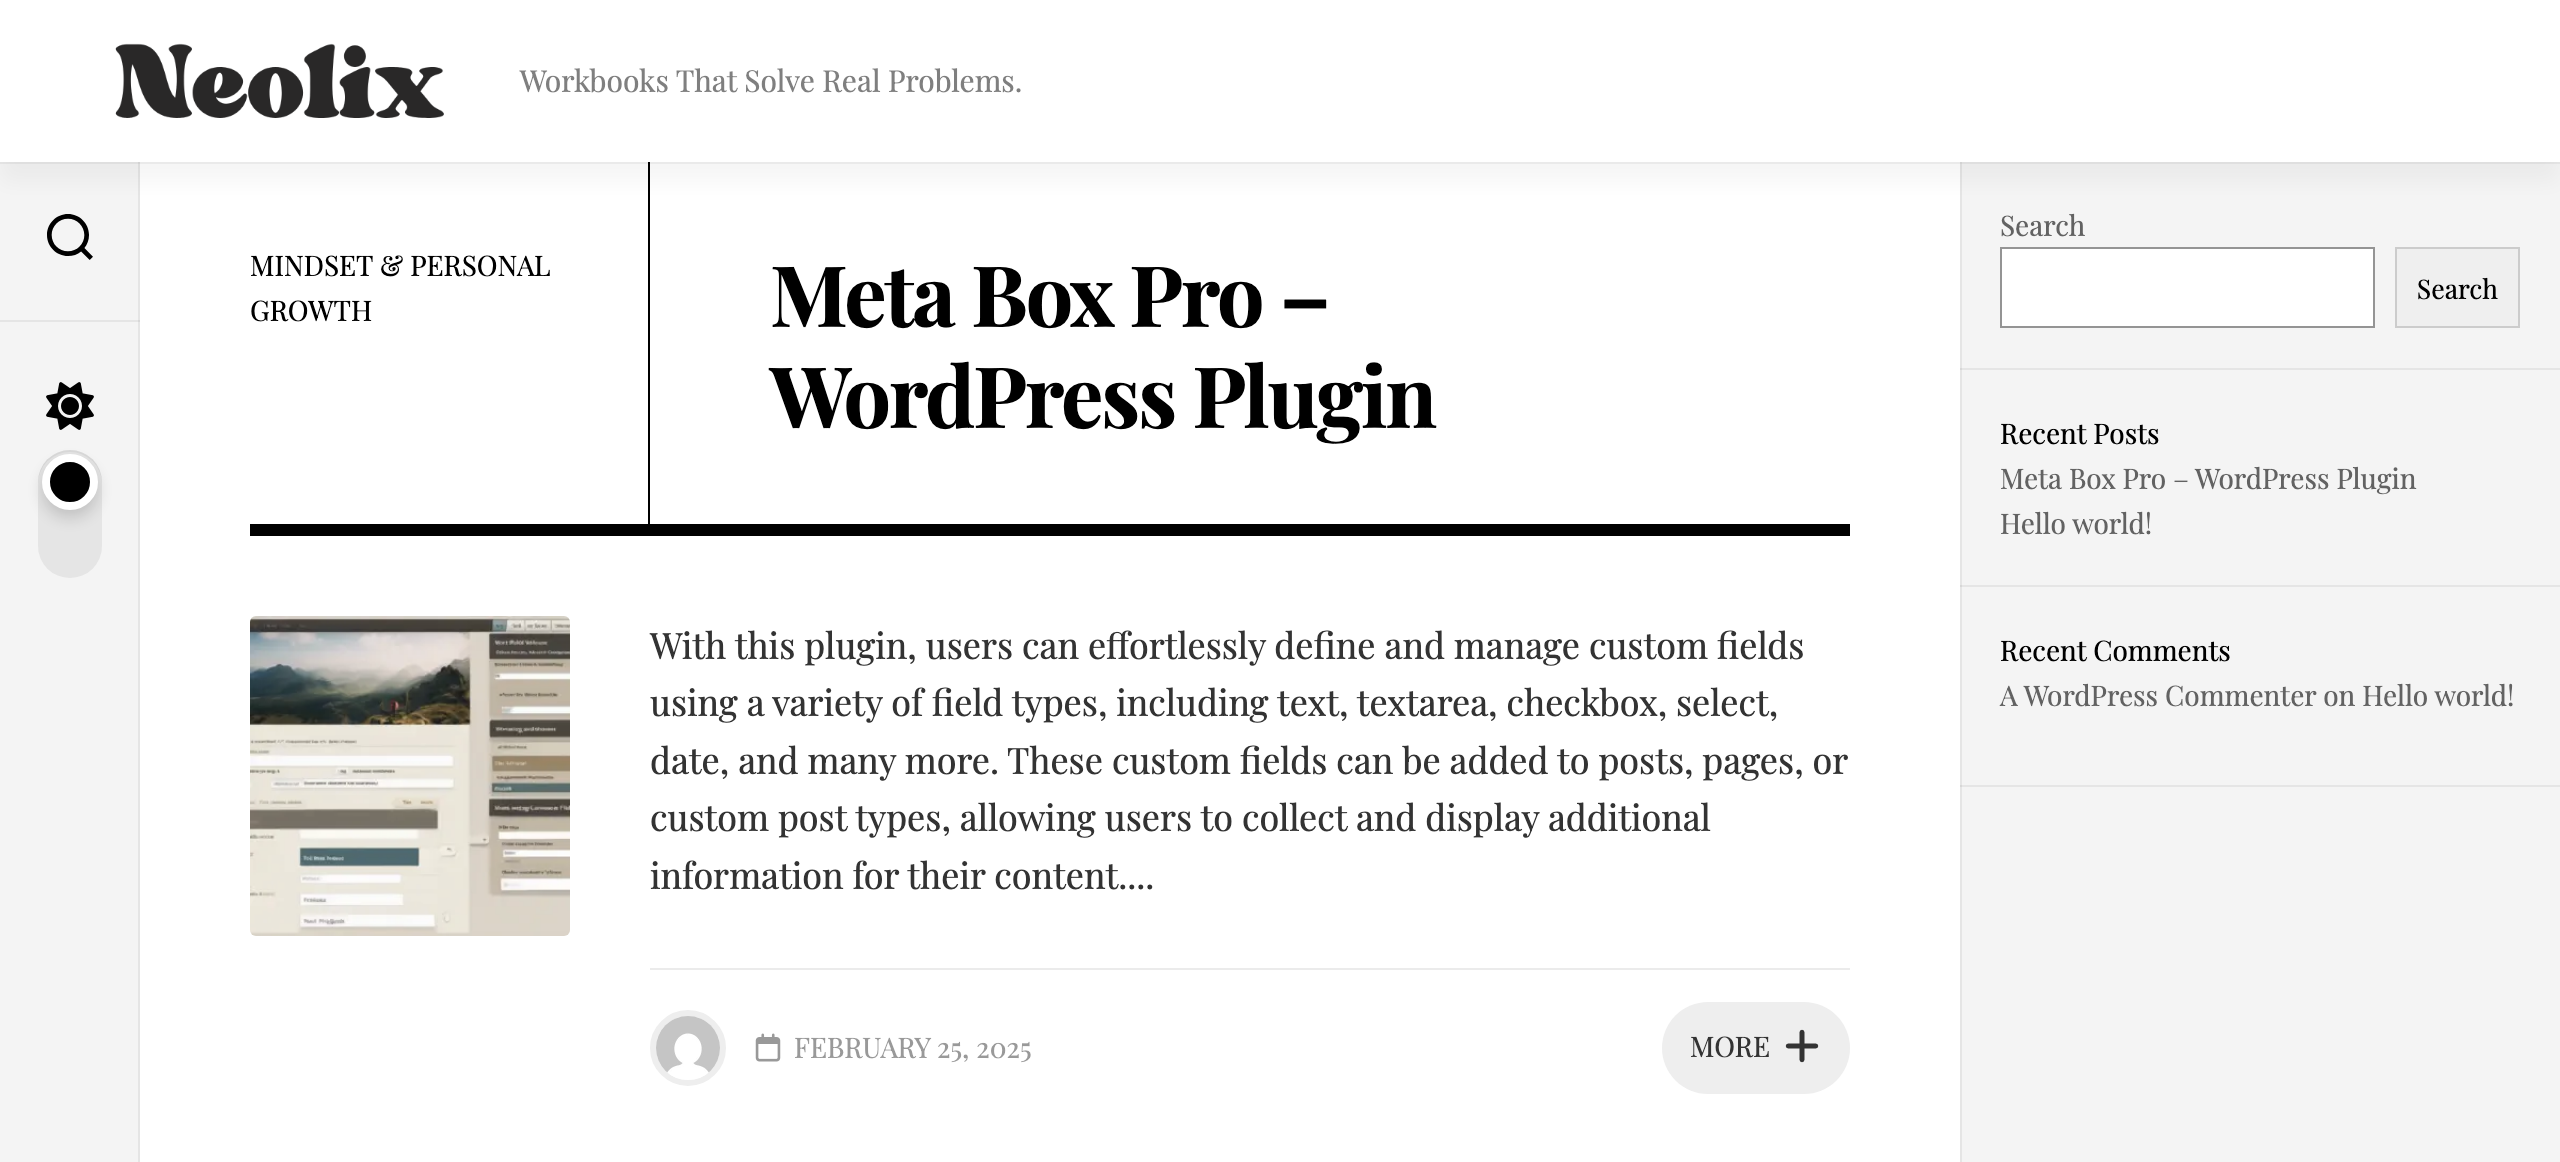 Neolix
Workbooks That Solve Real Problems.
MINDSET & PERSONAL
GROWTH
Meta Box Pro –
WordPress Plugin
With this plugin, users can effortlessly define and manage custom fields
using a variety of field types, including text, textarea, checkbox, select,
date, and many more. These custom fields can be added to posts, pages, or
custom post types, allowing users to collect and display additional
information for their content....
FEBRUARY 25, 2025
MORE
Search
Search
Recent Posts
Meta Box Pro – WordPress Plugin
Hello world!
Recent Comments
A WordPress Commenter on Hello world!